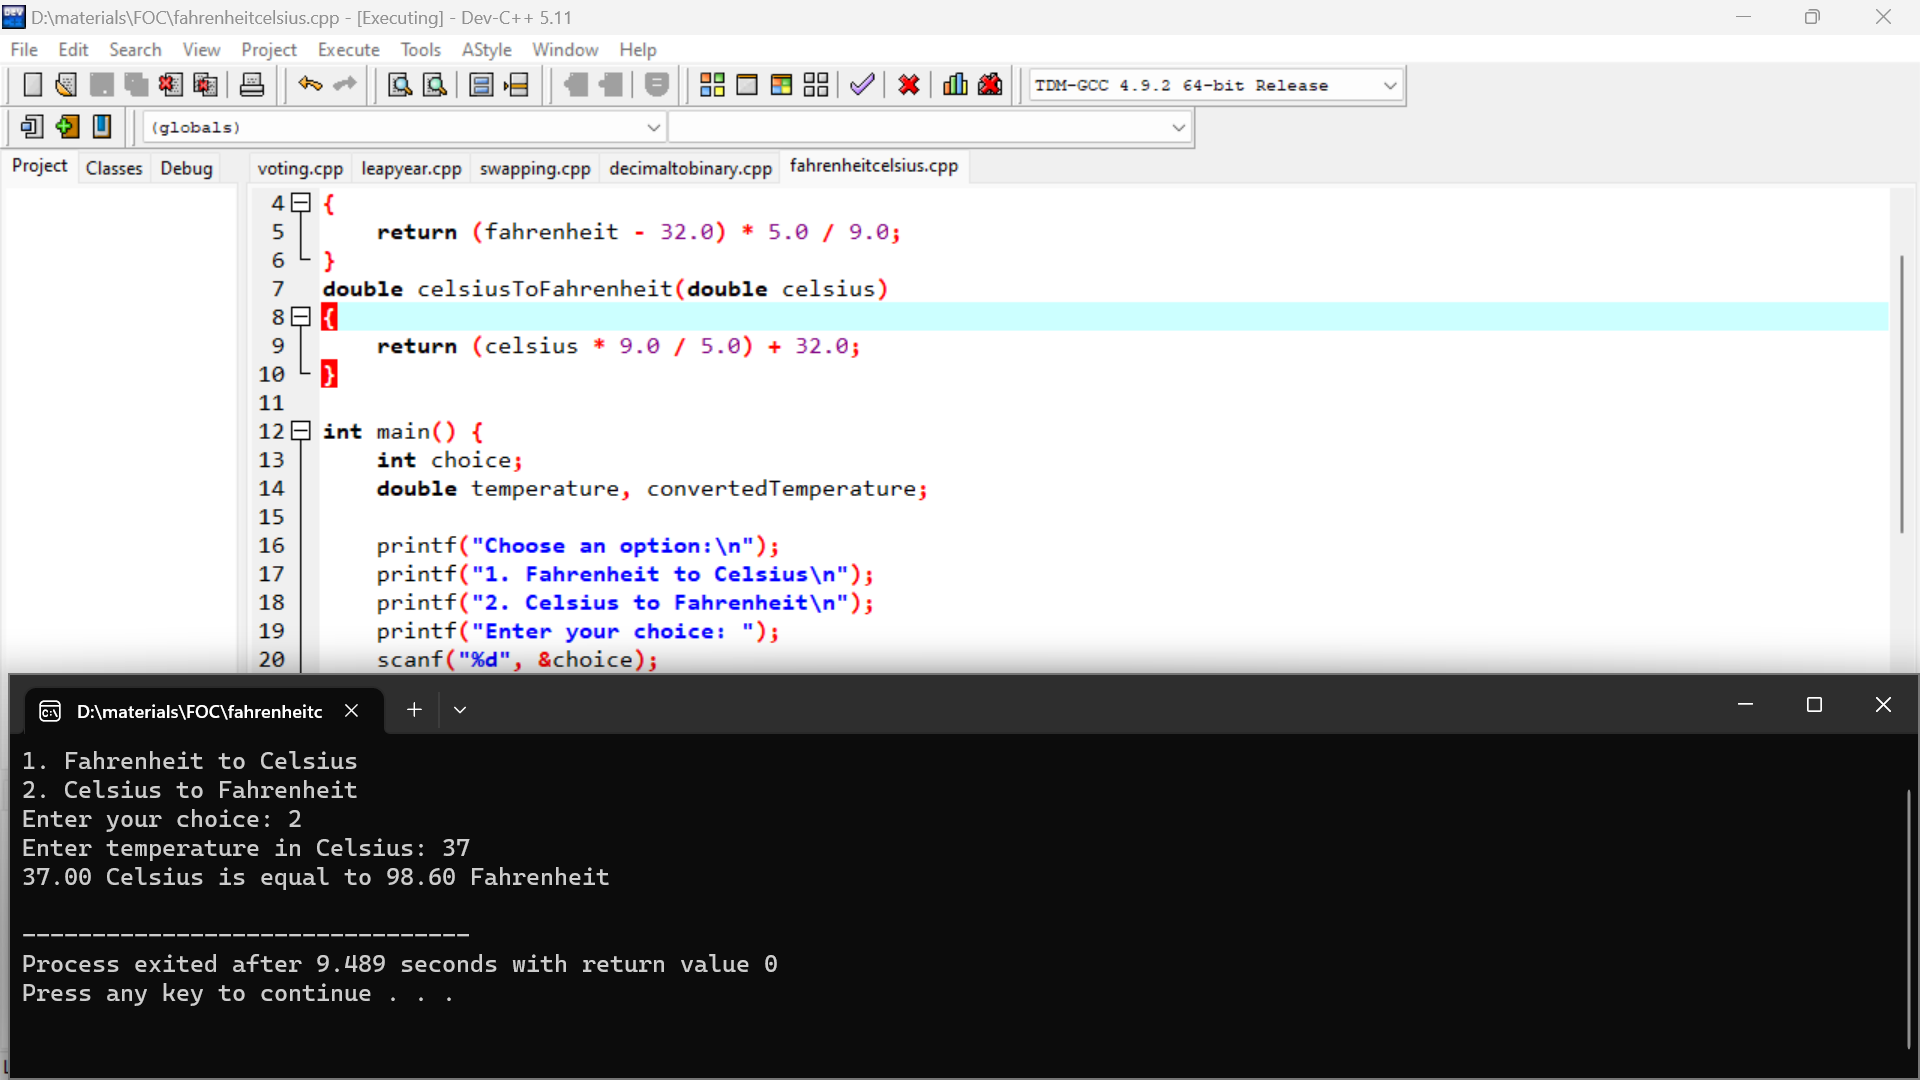 D:\materials\FOC\fahrenheitcelsius.cpp - [Executing] - Dev-C++ 5.11
File Edit Search View Project Execute Tools AStyle Window Help
TDM-GCC 4.9.2 64-bit Release
(globals)
Project Classes Debug voting.cpp leapyear.cpp swapping.cpp decimaltobinary.cpp fahrenheitcelsius.cpp
4 {
5 return (fahrenheit - 32.0) * 5.0 / 9.0;
6 }
7 double celsiusToFahrenheit(double celsius)
8 {
9 return (celsius * 9.0 / 5.0) + 32.0;
10 }
11
12 int main() {
13 int choice;
14 double temperature, convertedTemperature;
15
16 printf("Choose an option:\n");
17 printf("1. Fahrenheit to Celsius\n");
18 printf("2. Celsius to Fahrenheit\n");
19 printf("Enter your choice: ");
20 scanf("%d", &choice);
D:\materials\FOC\fahrenheitc
1. Fahrenheit to Celsius
2. Celsius to Fahrenheit
Enter your choice: 2
Enter temperature in Celsius: 37
37.00 Celsius is equal to 98.60 Fahrenheit
--------------------------------
Process exited after 9.489 seconds with return value 0
Press any key to continue . . .